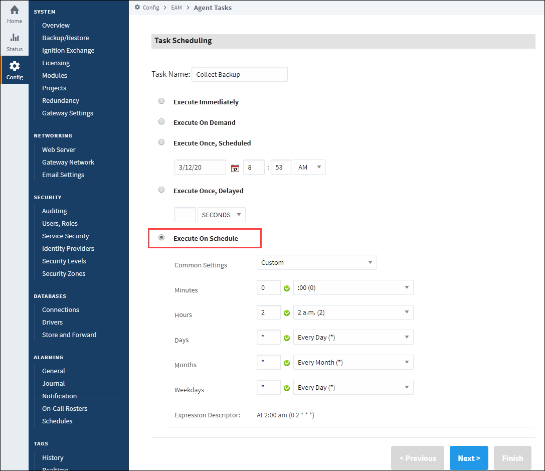 Home
Status
Config
SYSTEM
Overview
Backup/Restore
Ignition Exchange
Licensing
Modules
Projects
Redundancy
Gateway Settings
NETWORKING
Web Server
Gateway Network
Email Settings
SECURITY
Auditing
Users, Roles
Service Security
Identity Providers
Security Levels
Security Zones
DATABASES
Connections
Drivers
Store and Forward
ALARMING
General
Journal
Notification
On-Call Rosters
Schedules
TAGS
History
Realtime
Config > EAM > Agent Tasks
Task Scheduling
Task Name: Collect Backup
Execute Immediately
Execute On Demand
Execute Once, Scheduled
3/12/20 8 : 53 AM
Execute Once, Delayed
SECONDS
Execute On Schedule
Common Settings Custom
Minutes 0 :00 (0)
Hours 2 2 a.m. (2)
Days * Every Day (*)
Months * Every Month (*)
Weekdays * Every Day (*)
Expression Descriptor: At 2:00 am (0 2 * * *)
< Previous Next > Finish